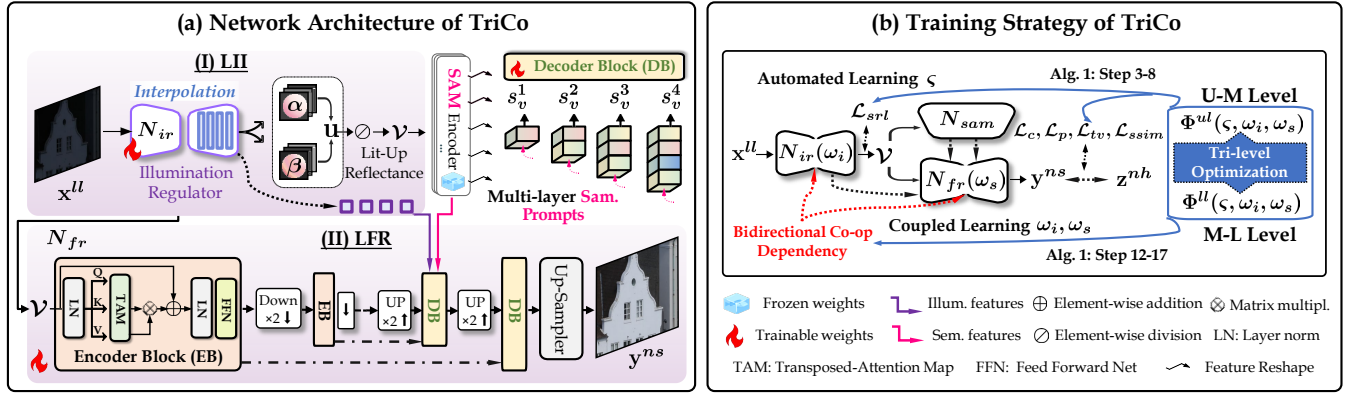 (a) Network Architecture of TriCo
(I) LII
Interpolation
N_ir
Illumination
Regulator
x^ll
α
β
u
⊘
𝒱
Lit-Up
Reflectance
SAM Encoder
...
Decoder Block (DB)
s_v^1 s_v^2 s_v^3 s_v^4
Multi-layer Sam.
Prompts
N_fr
(II) LFR
𝒱
LN
Q
K
V
TAM
LN
FFN
Encoder Block (EB)
Down
×2 ↓
EB
↓
UP
×2 ↑
DB
UP
×2 ↑
DB
Up-Sampler
y^ns
(b) Training Strategy of TriCo
Automated Learning ς
Alg. 1: Step 3-8
ℒ_srl
N_sam
ℒ_c, ℒ_p, ℒ_tv, ℒ_ssim
x^ll
N_ir(ω_i)
𝒱
N_fr(ω_s)
y^ns
z^nh
U-M Level
Φ^ul(ς, ω_i, ω_s)
Tri-level
Optimization
Φ^ll(ς, ω_i, ω_s)
M-L Level
Bidirectional Co-op
Dependency
Coupled Learning ω_i, ω_s
Alg. 1: Step 12-17
Frozen weights
Illum. features
⊕ Element-wise addition
⊗ Matrix multipl.
Trainable weights
Sem. features
⊘ Element-wise division
LN: Layer norm
TAM: Transposed-Attention Map
FFN: Feed Forward Net
Feature Reshape